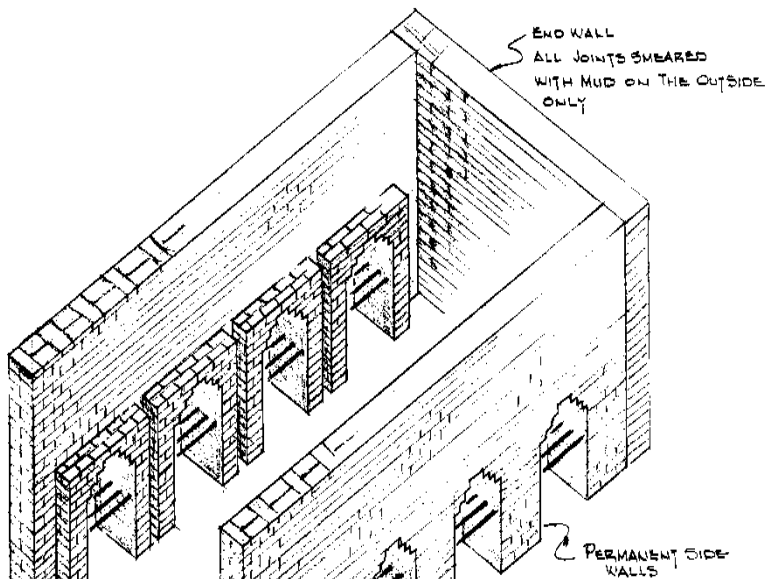 END WALL
ALL JOINTS SMEARED
WITH MUD ON THE OUTSIDE
ONLY
PERMANENT SIDE
WALLS